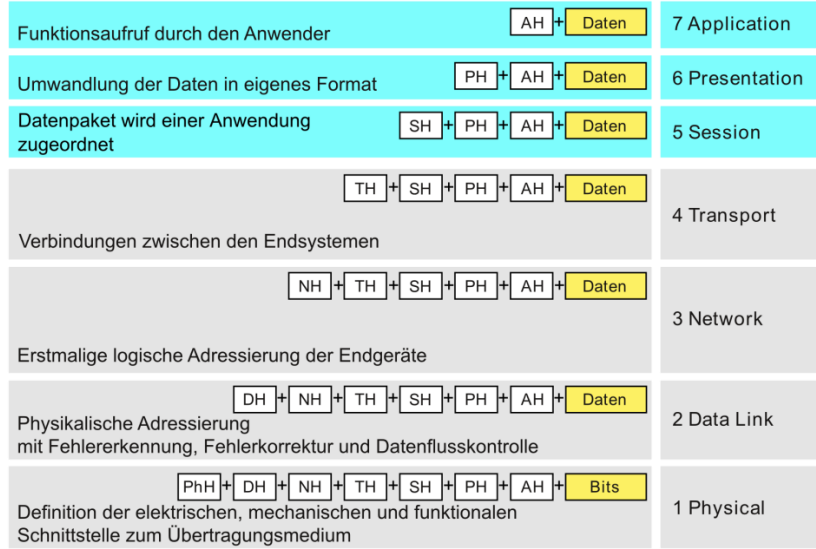 AH + Daten
Funktionsaufruf durch den Anwender
7 Application
PH + AH + Daten
Umwandlung der Daten in eigenes Format
6 Presentation
Datenpaket wird einer Anwendung
zugeordnet
SH + PH + AH + Daten
5 Session
TH + SH + PH + AH + Daten
Verbindungen zwischen den Endsystemen
4 Transport
NH + TH + SH + PH + AH + Daten
Erstmalige logische Adressierung der Endgeräte
3 Network
DH + NH + TH + SH + PH + AH + Daten
Physikalische Adressierung
mit Fehlererkennung, Fehlerkorrektur und Datenflusskontrolle
2 Data Link
PhH + DH + NH + TH + SH + PH + AH + Bits
Definition der elektrischen, mechanischen und funktionalen
Schnittstelle zum Übertragungsmedium
1 Physical